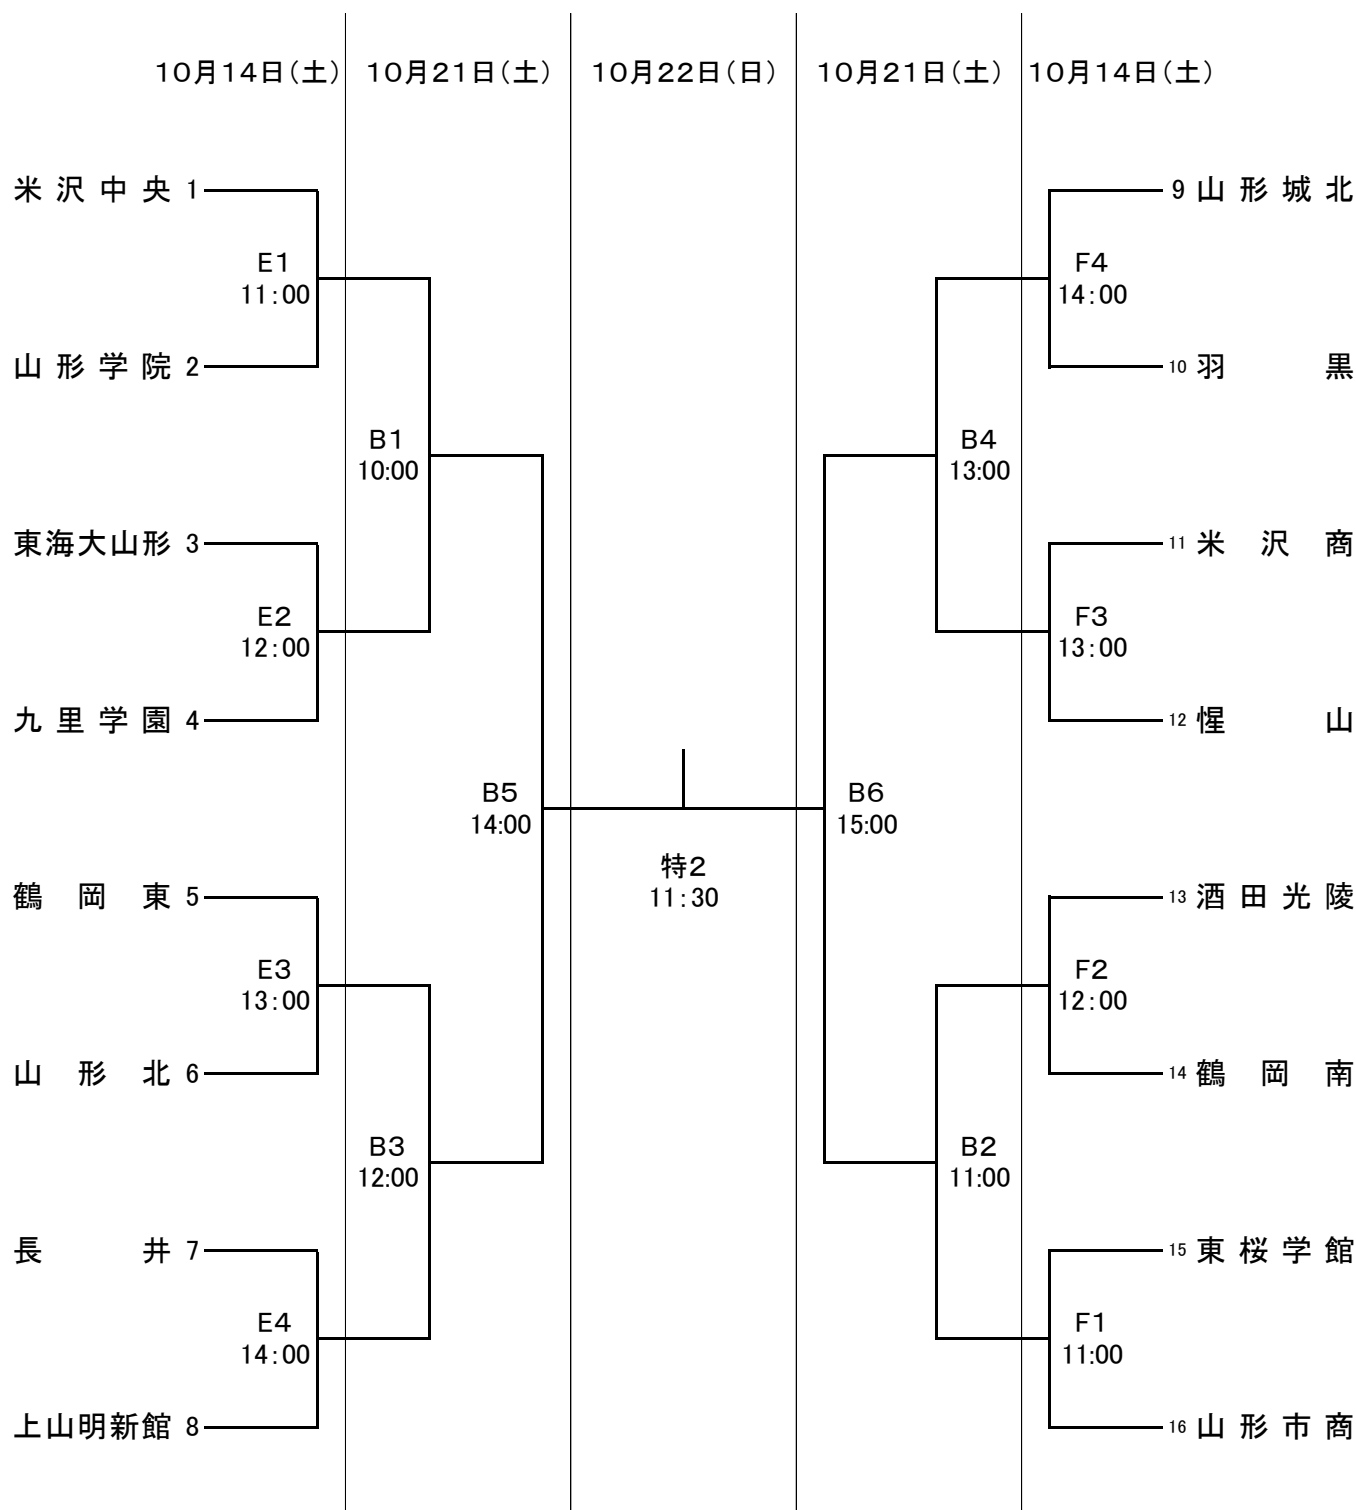 10月14日(土) 10月21日(土) 10月22日(日) 10月21日(土) 10月14日(土)
米沢中央 1
9 山形城北
E1
11:00
F4
14:00
山形学院 2
10 羽黒
B1
10:00
B4
13:00
東海大山形 3
11 米沢商
E2
12:00
F3
13:00
九里学園 4
12 惺山
B5
14:00
B6
15:00
特2
11:30
鶴岡東 5
13 酒田光陵
E3
13:00
F2
12:00
山形北 6
14 鶴岡南
B3
12:00
B2
11:00
長井 7
15 東桜学館
E4
14:00
F1
11:00
上山明新館 8
16 山形市商